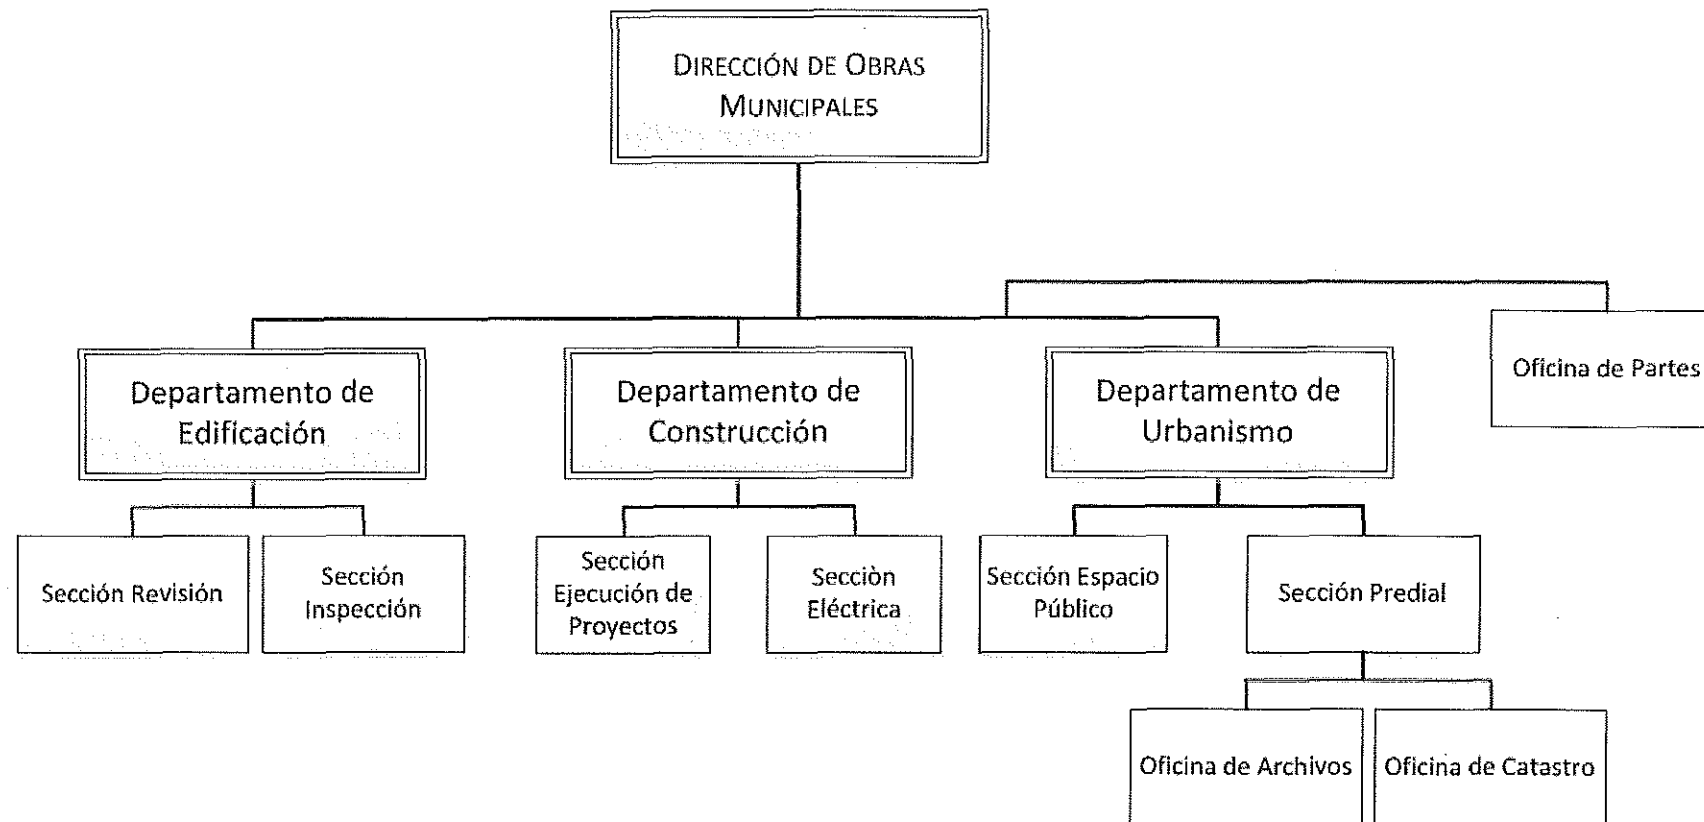 DIRECCIÓN DE OBRAS
MUNICIPALES
Departamento de
Edificación
Departamento de
Construcción
Departamento de
Urbanismo
Oficina de Partes
Sección Revisión
Sección
Inspección
Sección
Ejecución de
Proyectos
Secciòn
Eléctrica
Sección Espacio
Público
Sección Predial
Oficina de Archivos
Oficina de Catastro